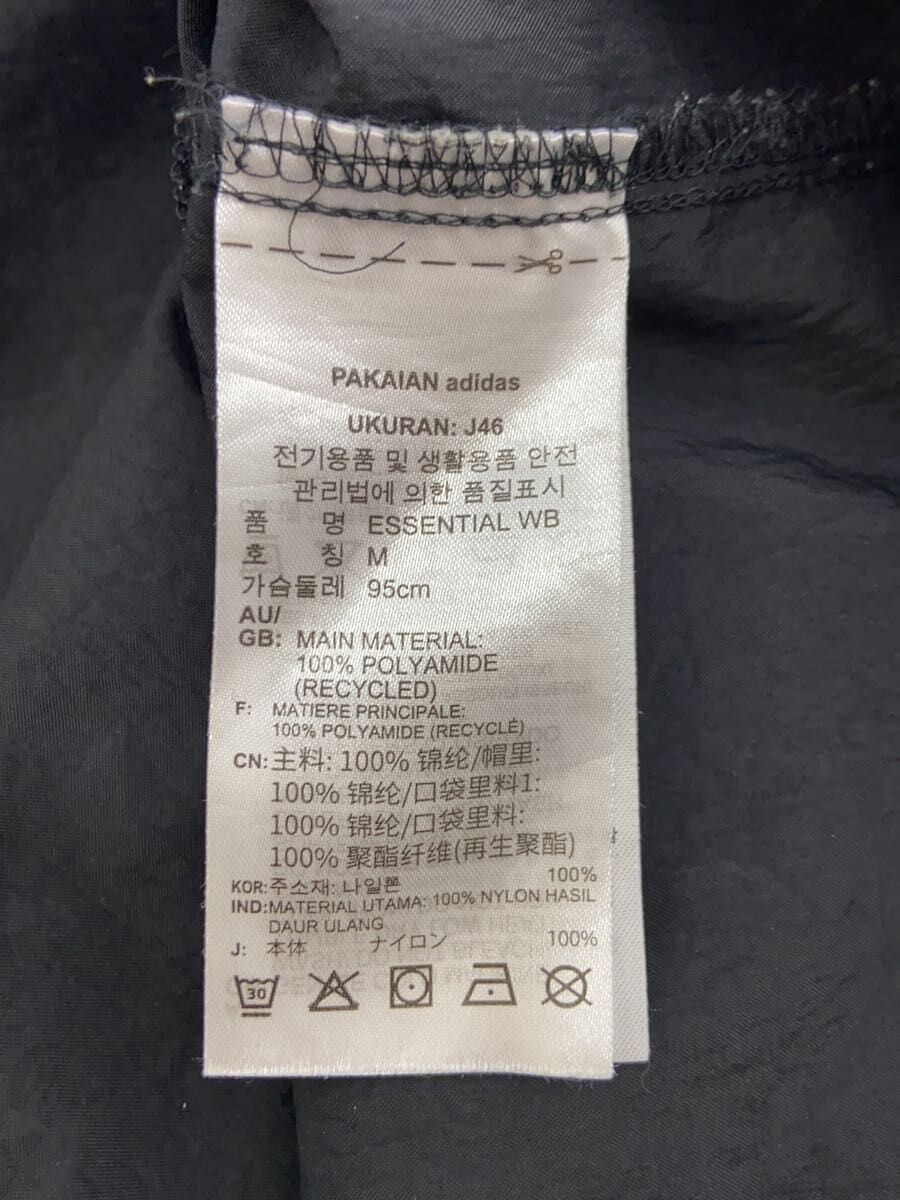 PAKAIAN adidas
UKURAN: J46
전기용품 및 생활용품 안전
관리법에 의한 품질표시
품 명 ESSENTIAL WB
호 칭 M
가슴둘레 95cm
AU/
GB: MAIN MATERIAL:
100% POLYAMIDE
(RECYCLED)
F: MATIERE PRINCIPALE:
100% POLYAMIDE (RECYCLÉ)
CN: 主料: 100% 锦纶/帽里:
100% 锦纶/口袋里料1:
100% 锦纶/口袋里料:
100% 聚酯纤维(再生聚酯)
KOR: 주소재: 나일론 100%
IND: MATERIAL UTAMA: 100% NYLON HASIL
DAUR ULANG
J: 本体 ナイロン 100%
30